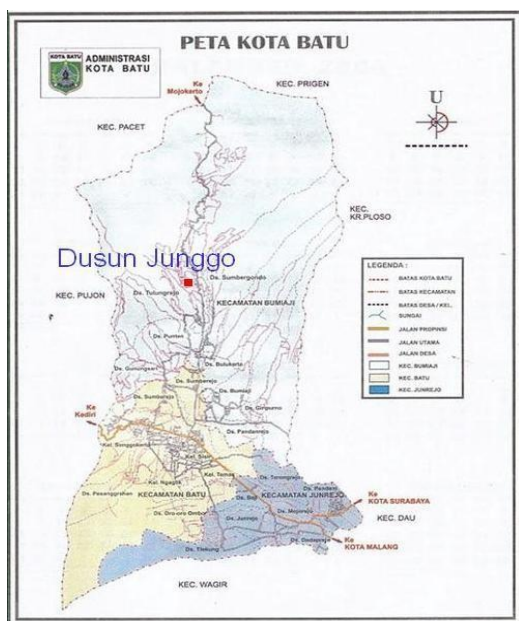 PETA KOTA BATU
KOTA BATU
ADMINISTRASI
KOTA BATU
Ke
Mojokerto
KEC. PRIGEN
KEC. PACET
U
KEC.
KR.PLOSO
Dusun Junggo
Ds. Sumbergondo
KEC. PUJON
Ds. Tulungrejo
KECAMATAN BUMIAJI
LEGENDA :
BATAS KOTA BATU
BATAS KECAMATAN
BATAS DESA / KEL.
SUNGAI
JALAN PROPINSI
JALAN UTAMA
JALAN DESA
KEC. BUMIAJI
KEC. BATU
KEC. JUNREJO
Ds. Punten
Ds. Gunungsari
Ds. Bulukerto
Ds. Sumberejo
Ds. Bumiaji
Ds. Sumberejo
Ds. Giripurno
Ke
Kediri
Ds. Pandanrejo
Kel. Songgokerto
Kel. Sisir
Kel. Temas
Kel. Ngaglik
Ds. Torongrejo
Ds. Pendem
Ds. Pesanggrahan
KECAMATAN BATU
Ds. Beji
KECAMATAN JUNREJO
Ke
KOTA SURABAYA
Ds. Oro-oro Ombo
Ds. Mojorejo
Ds. Junrejo
KEC. DAU
Ds. Dadaprejo
Ke
KOTA MALANG
Ds. Tlekung
KEC. WAGIR